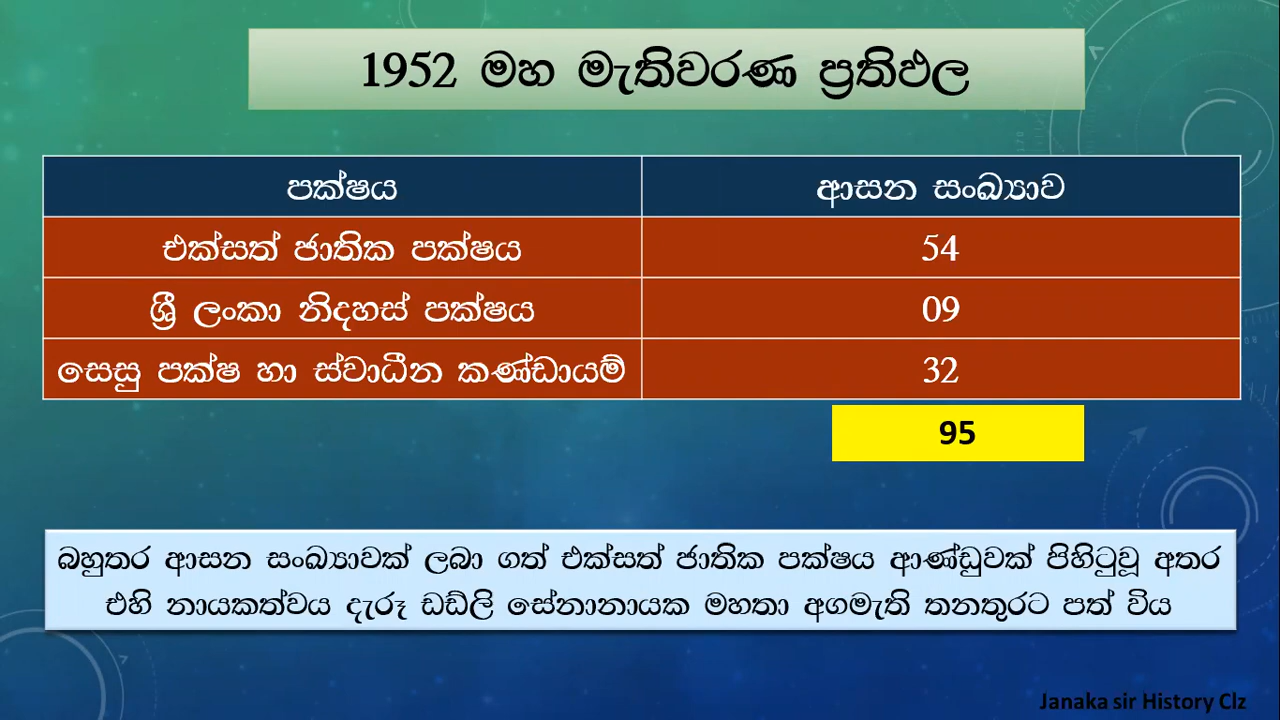 1952 මහ මැතිවරණ ප්‍රතිඵල
පක්ෂය ආසන සංඛ්‍යාව
එක්සත් ජාතික පක්ෂය 54
ශ්‍රී ලංකා නිදහස් පක්ෂය 09
සෙසු පක්ෂ හා ස්වාධීන කණ්ඩායම් 32
95
බහුතර ආසන සංඛ්‍යාවක් ලබා ගත් එක්සත් ජාතික පක්ෂය ආණ්ඩුවක් පිහිටුවූ අතර
එහි නායකත්වය දැරූ ඩඩ්ලි සේනානායක මහතා අගමැති තනතුරට පත් විය
Janaka sir History Clz